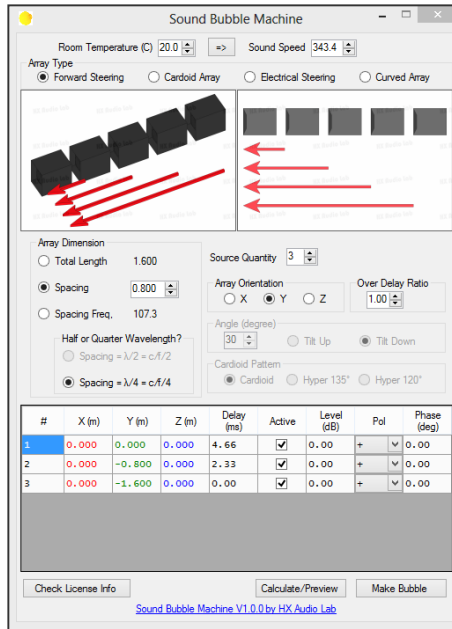 Sound Bubble Machine
Room Temperature (C) 20.0 => Sound Speed 343.4
Array Type
Forward Steering Cardoid Array Electrical Steering Curved Array
Array Dimension
Total Length 1.600 Source Quantity 3
Spacing 0.800 Array Orientation Over Delay Ratio
X Y Z 1.00
Spacing Freq. 107.3
Angle (degree)
Half or Quarter Wavelength? 30 Tilt Up Tilt Down
Spacing = λ/2 = c/f/2 Cardioid Pattern
Spacing = λ/4 = c/f/4 Cardioid Hyper 135° Hyper 120°
# X (m) Y (m) Z (m) Delay (ms) Active Level (dB) Pol Phase (deg)
1 0.000 0.000 0.000 4.66 0.00 + 0.00
2 0.000 -0.800 0.000 2.33 0.00 + 0.00
3 0.000 -1.600 0.000 0.00 0.00 + 0.00
Check License Info Calculate/Preview Make Bubble
Sound Bubble Machine V1.0.0 by HX Audio Lab